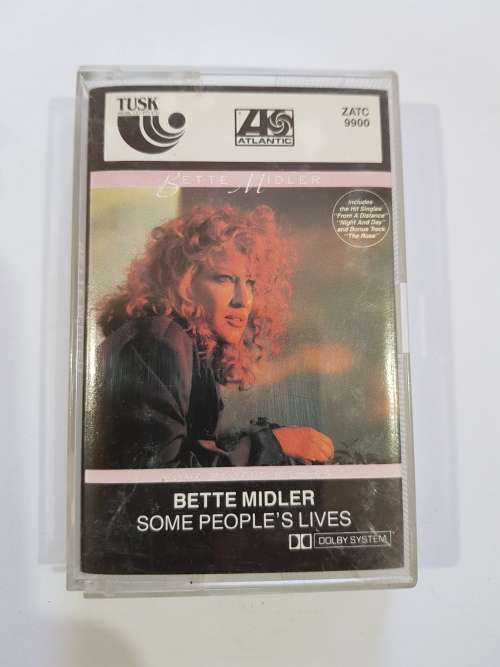 TUSK
ATLANTIC
ZATC
9900
BETTE MIDLER
Includes
the Hit Singles
"From A Distance"
"Night And Day"
and Bonus Track
"The Rose"
BETTE MIDLER
SOME PEOPLE'S LIVES
DOLBY SYSTEM